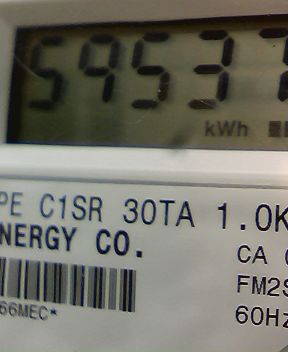 59537
kWh
PE C1SR 30TA 1.0K
NERGY CO.
CA
FM2S
60Hz
66MEC*